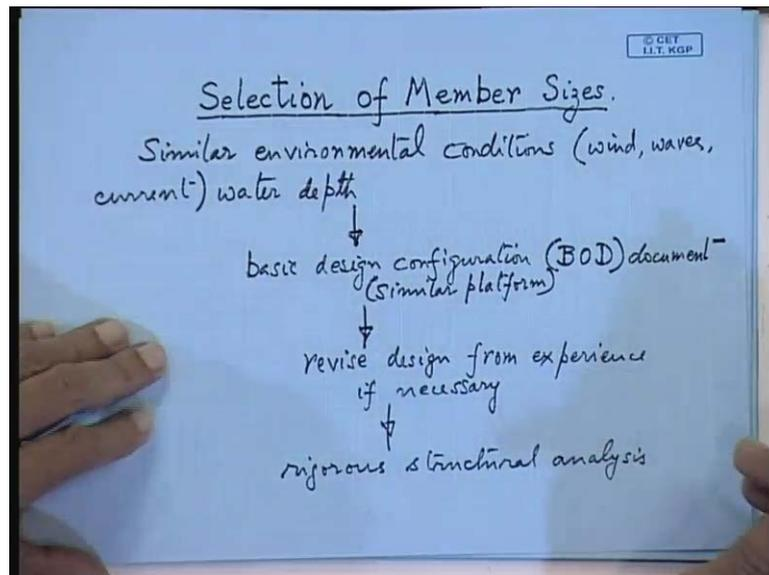 © CET
I.I.T. KGP
Selection of Member Sizes.
Similar environmental conditions (wind, waves,
current) water depth
basic design configuration (BOD) document
(similar platform)
revise design from experience
if necessary
rigorous structural analysis